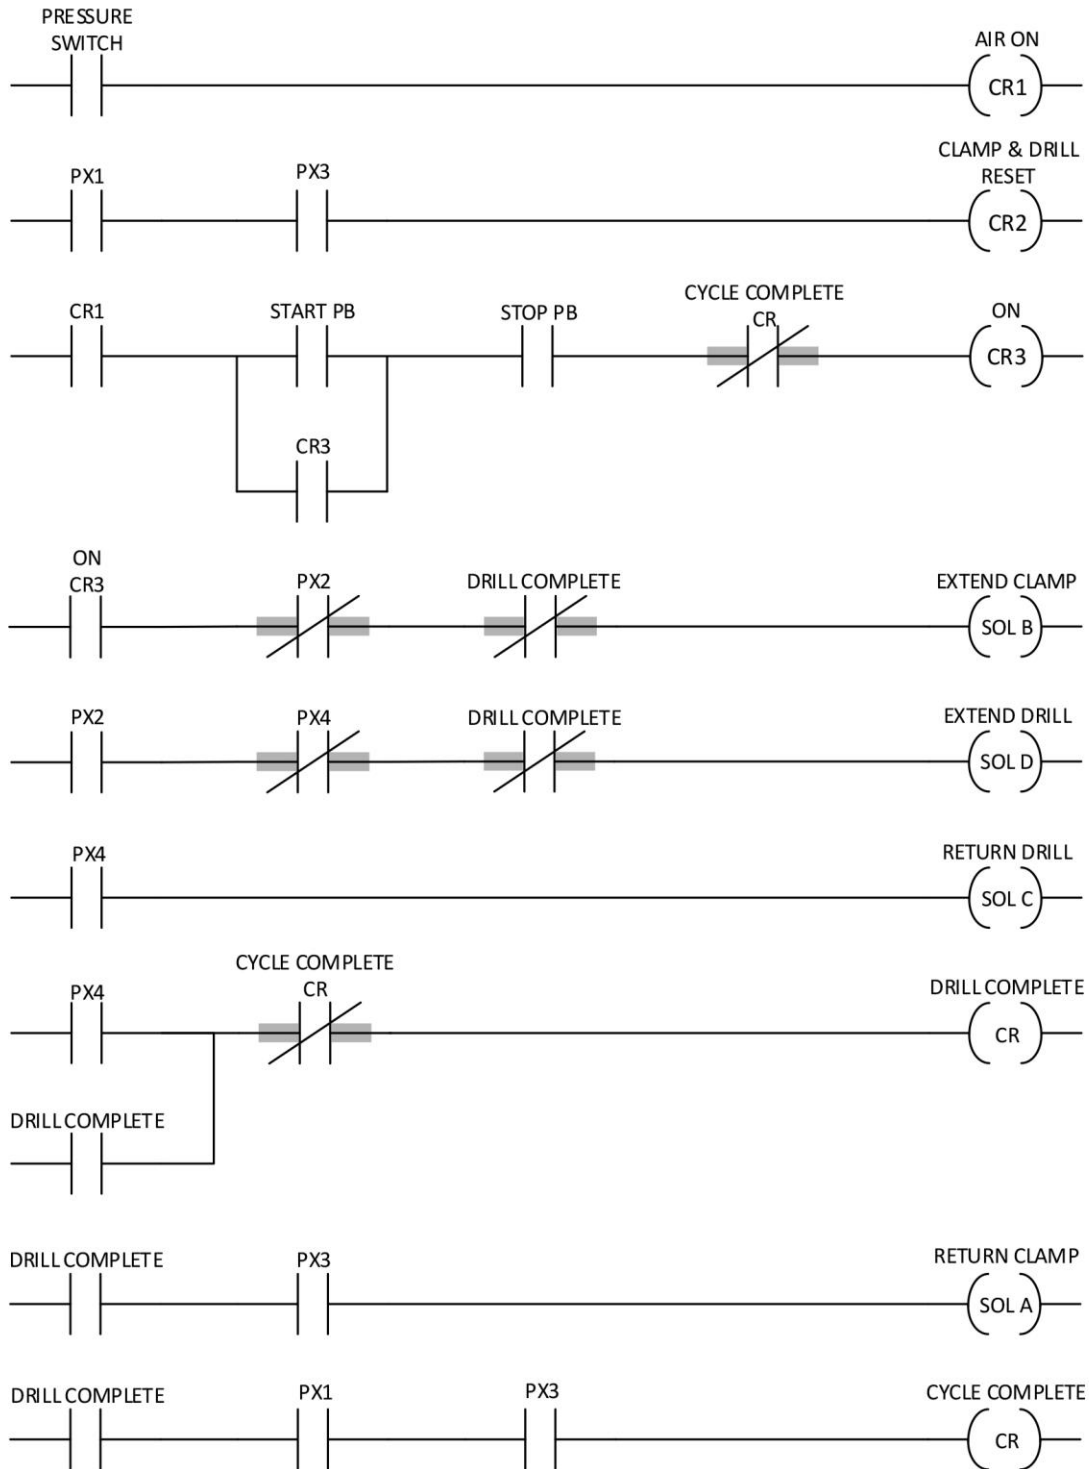 PRESSURE
SWITCH
AIR ON
CR1
CLAMP & DRILL
RESET
PX1
PX3
CR2
CR1
START PB
STOP PB
CYCLE COMPLETE
CR
ON
CR3
CR3
ON
CR3
PX2
DRILL COMPLETE
EXTEND CLAMP
SOL B
PX2
PX4
DRILL COMPLETE
EXTEND DRILL
SOL D
PX4
RETURN DRILL
SOL C
CYCLE COMPLETE
CR
PX4
DRILL COMPLETE
CR
DRILL COMPLETE
DRILL COMPLETE
PX3
RETURN CLAMP
SOL A
DRILL COMPLETE
PX1
PX3
CYCLE COMPLETE
CR